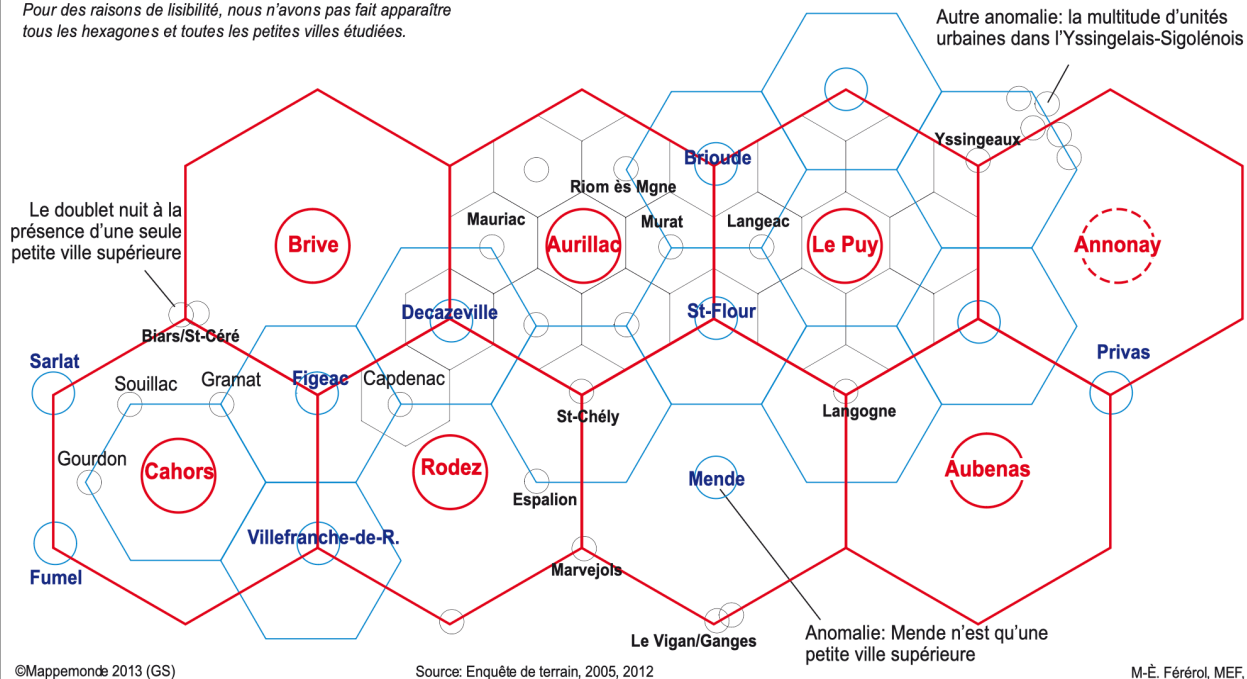 Pour des raisons de lisibilité, nous n'avons pas fait apparaître
tous les hexagones et toutes les petites villes étudiées.
Autre anomalie: la multitude d'unités
urbaines dans l'Yssingelais-Sigolénois
Yssingeaux
Brioude
Riom ès Mgne
Mauriac
Murat
Langeac
Le doublet nuit à la
présence d'une seule
petite ville supérieure
Brive
Aurillac
Le Puy
Annonay
Decazeville
St-Flour
Biars/St-Céré
Sarlat
Privas
Souillac
Gramat
Figeac
Capdenac
St-Chély
Langogne
Gourdon
Cahors
Rodez
Aubenas
Mende
Espalion
Villefranche-de-R.
Fumel
Marvejols
Le Vigan/Ganges
Anomalie: Mende n'est qu'une
petite ville supérieure
©Mappemonde 2013 (GS)
Source: Enquête de terrain, 2005, 2012
M-È. Férérol, MEF,